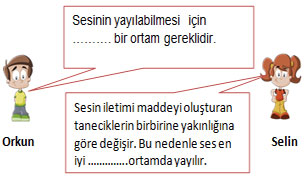 Sesinin yayılabilmesi için
………. bir ortam gereklidir.
Sesin iletimi maddeyi oluşturan
taneciklerin birbirine yakınlığına
göre değişir. Bu nedenle ses en
iyi …………..ortamda yayılır.
Orkun
Selin